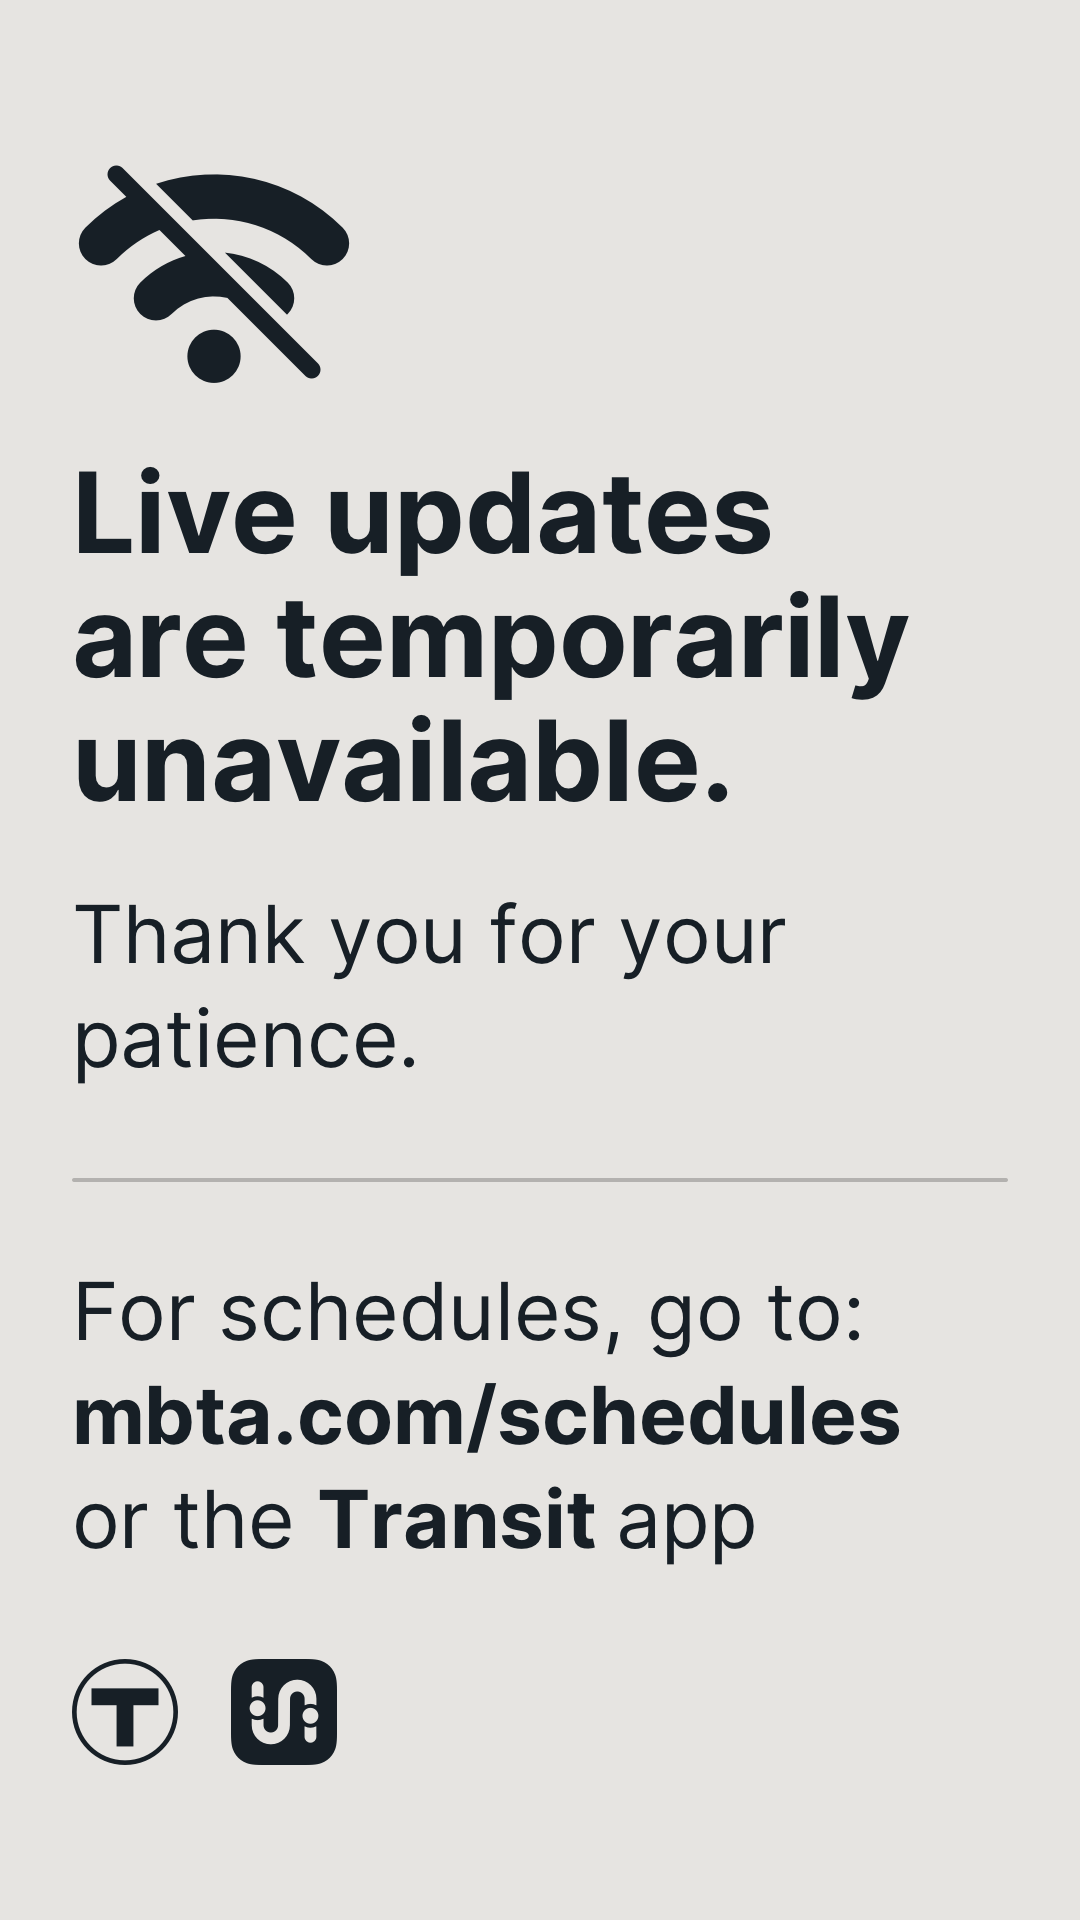 Live updates
are temporarily
unavailable.
Thank you for your
patience.
For schedules, go to:
mbta.com/schedules
or the Transit app
T